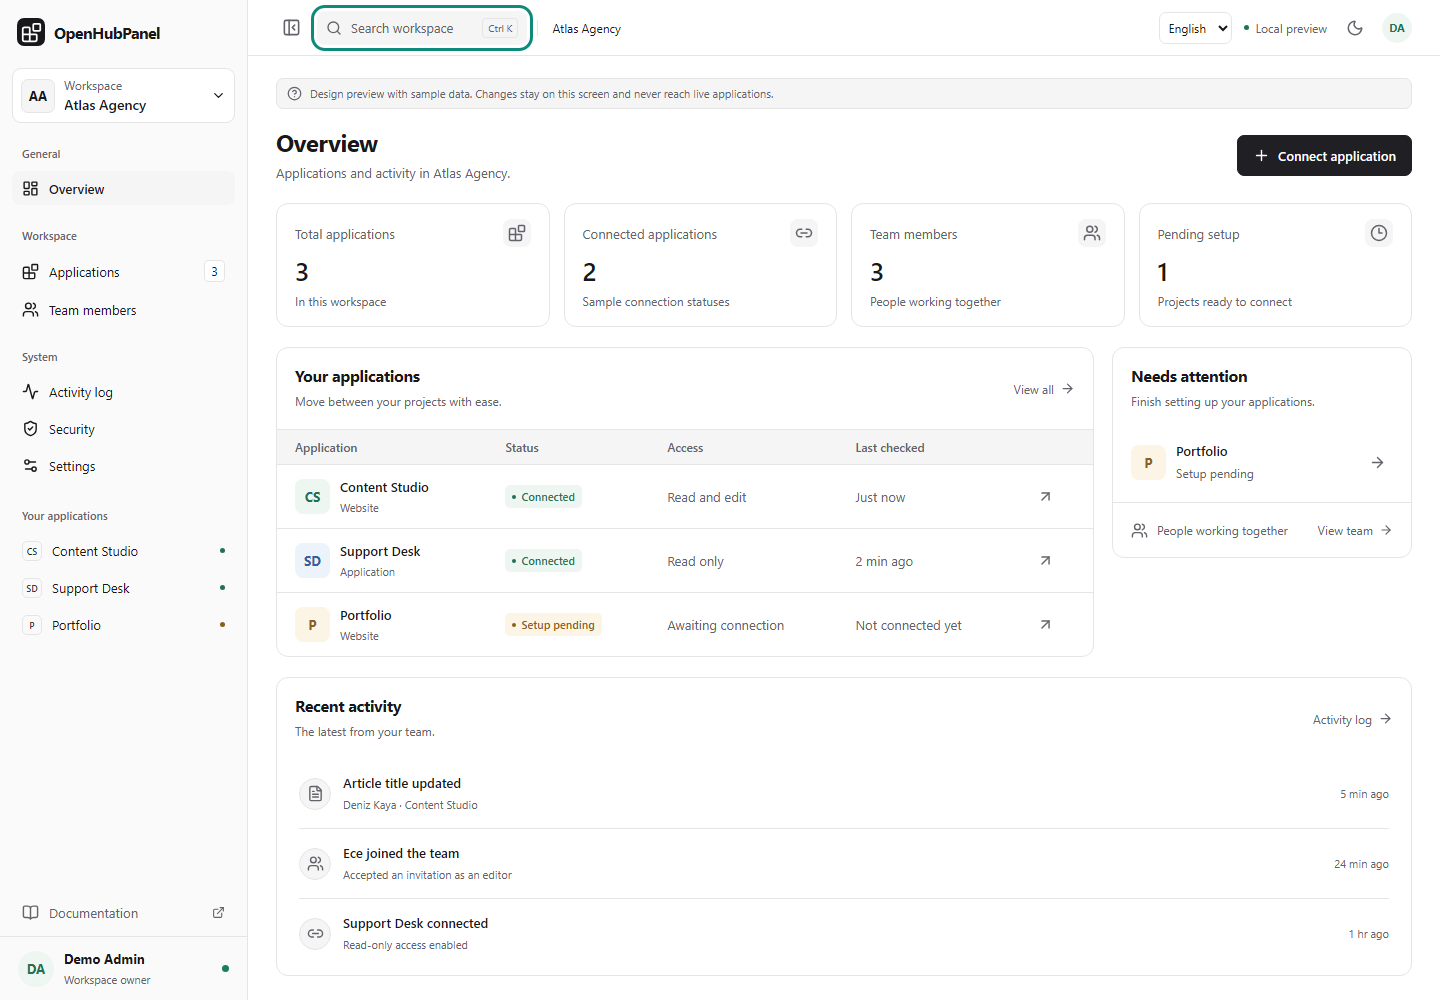 OpenHubPanel
AA
Workspace
Atlas Agency
General
Overview
Workspace
Applications
3
Team members
System
Activity log
Security
Settings
Your applications
CS
Content Studio
SD
Support Desk
P
Portfolio
Documentation
DA
Demo Admin
Workspace owner
Search workspace
Ctrl K
Atlas Agency
English
Local preview
DA
Design preview with sample data. Changes stay on this screen and never reach live applications.
Overview
Applications and activity in Atlas Agency.
Connect application
Total applications
3
In this workspace
Connected applications
2
Sample connection statuses
Team members
3
People working together
Pending setup
1
Projects ready to connect
Your applications
Move between your projects with ease.
View all
Application Status Access Last checked
CS
Content Studio
Website
Connected
Read and edit
Just now
SD
Support Desk
Application
Connected
Read only
2 min ago
P
Portfolio
Website
Setup pending
Awaiting connection
Not connected yet
Needs attention
Finish setting up your applications.
P
Portfolio
Setup pending
People working together
View team
Recent activity
The latest from your team.
Activity log
Article title updated
Deniz Kaya · Content Studio
5 min ago
Ece joined the team
Accepted an invitation as an editor
24 min ago
Support Desk connected
Read-only access enabled
1 hr ago